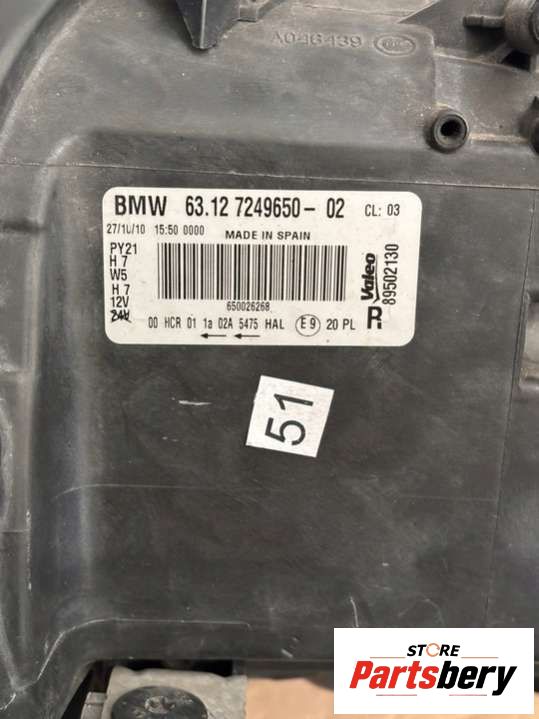 A046439
BMW 63.12 7249650-02 CL: 03
27/10/10 15:50 0000 MADE IN SPAIN
PY21
H 7
W5
H 7
12V
24V
650026268
00 HCR 01 1a 02A 5475 HAL E9 20 PL
Valeo
89502130
R
51
STORE
Partsbery